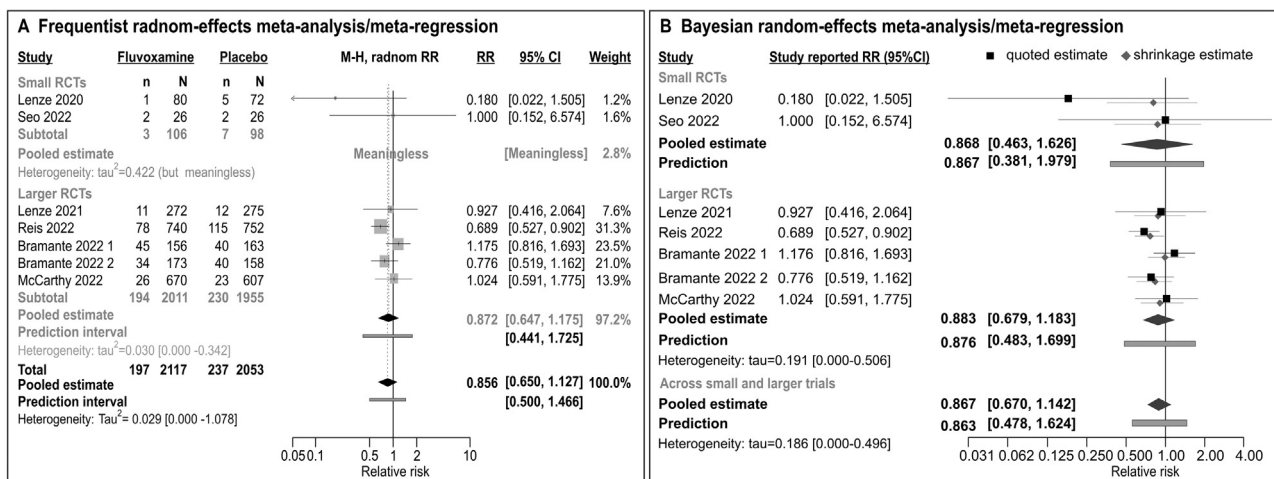 A Frequentist radnom-effects meta-analysis/meta-regression
Study Fluvoxamine Placebo M-H, radnom RR RR 95% CI Weight
n N n N
Small RCTs
Lenze 2020 1 80 5 72 0.180 [0.022, 1.505] 1.2%
Seo 2022 2 26 2 26 1.000 [0.152, 6.574] 1.6%
Subtotal 3 106 7 98
Pooled estimate Meaningless [Meaningless] 2.8%
Heterogeneity: tau²=0.422 (but meaningless)
Larger RCTs
Lenze 2021 11 272 12 275 0.927 [0.416, 2.064] 7.6%
Reis 2022 78 740 115 752 0.689 [0.527, 0.902] 31.3%
Bramante 2022 1 45 156 40 163 1.175 [0.816, 1.693] 23.5%
Bramante 2022 2 34 173 40 158 0.776 [0.519, 1.162] 21.0%
McCarthy 2022 26 670 23 607 1.024 [0.591, 1.775] 13.9%
Subtotal 194 2011 230 1955
Pooled estimate 0.872 [0.647, 1.175] 97.2%
Prediction interval [0.441, 1.725]
Heterogeneity: tau²=0.030 [0.000 -0.342]
Total 197 2117 237 2053
Pooled estimate 0.856 [0.650, 1.127] 100.0%
Prediction interval [0.500, 1.466]
Heterogeneity: Tau²= 0.029 [0.000 -1.078]
0.05 0.1 .5 1 2 10
Relative risk
B Bayesian random-effects meta-analysis/meta-regression
Study Study reported RR (95%CI) quoted estimate shrinkage estimate
Small RCTs
Lenze 2020 0.180 [0.022, 1.505]
Seo 2022 1.000 [0.152, 6.574]
Pooled estimate 0.868 [0.463, 1.626]
Prediction 0.867 [0.381, 1.979]
Larger RCTs
Lenze 2021 0.927 [0.416, 2.064]
Reis 2022 0.689 [0.527, 0.902]
Bramante 2022 1 1.176 [0.816, 1.693]
Bramante 2022 2 0.776 [0.519, 1.162]
McCarthy 2022 1.024 [0.591, 1.775]
Pooled estimate 0.883 [0.679, 1.183]
Prediction 0.876 [0.483, 1.699]
Heterogeneity: tau=0.191 [0.000-0.506]
Across small and larger trials
Pooled estimate 0.867 [0.670, 1.142]
Prediction 0.863 [0.478, 1.624]
Heterogeneity: tau=0.186 [0.000-0.496]
0.031 0.062 0.125 0.250 0.500 1.00 2.00 4.00
Relative risk